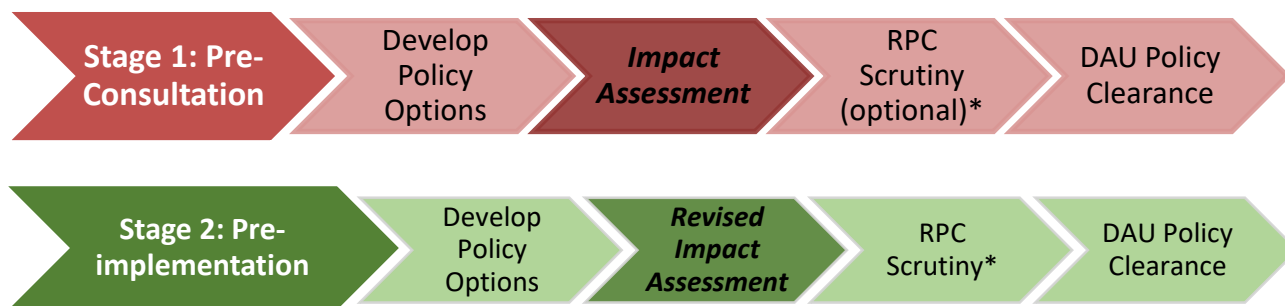 Stage 1: Pre-
Consultation
Develop
Policy
Options
Impact
Assessment
RPC
Scrutiny
(optional)*
DAU Policy
Clearance
Stage 2: Pre-
implementation
Develop
Policy
Options
Revised
Impact
Assessment
RPC
Scrutiny*
DAU Policy
Clearance